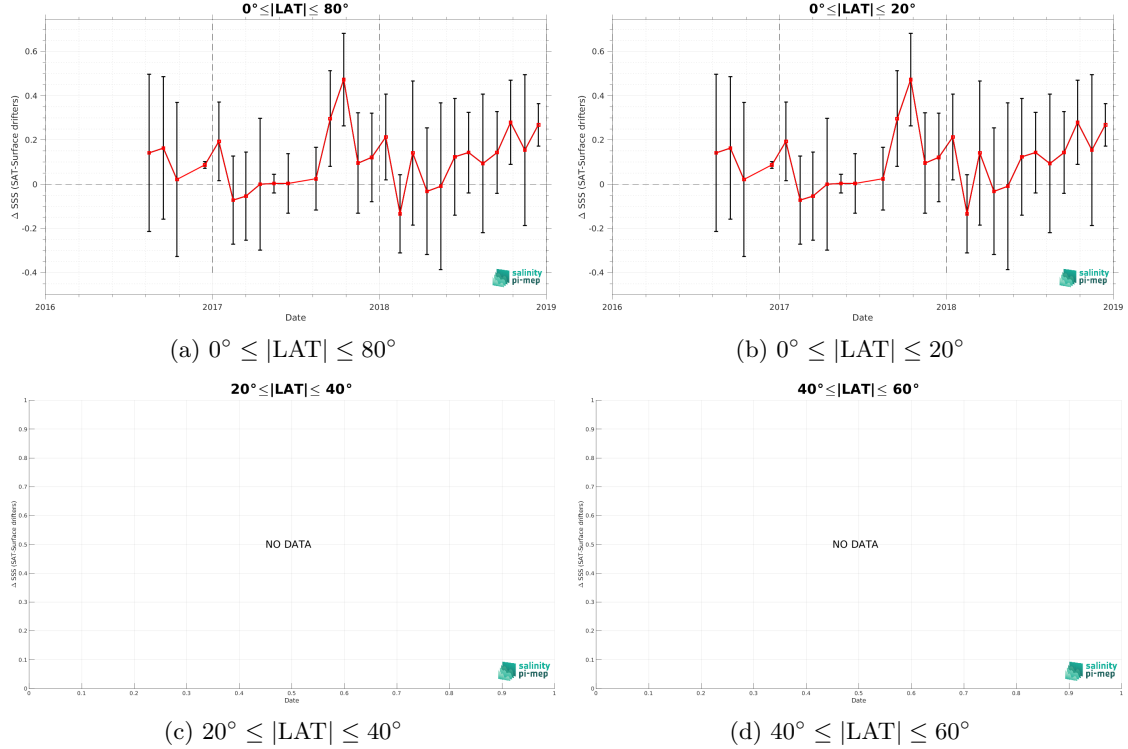 0°≤|LAT|≤ 80°
Δ SSS (SAT-Surface drifters)
0.6
0.4
0.2
0
-0.2
-0.4
2016
2017
2018
2019
Date
salinity
pi-mep
(a) 0° ≤ |LAT| ≤ 80°
0°≤|LAT|≤ 20°
Δ SSS (SAT-Surface drifters)
0.6
0.4
0.2
0
-0.2
-0.4
2016
2017
2018
2019
Date
salinity
pi-mep
(b) 0° ≤ |LAT| ≤ 20°
20°≤|LAT|≤ 40°
Δ SSS (SAT-Surface drifters)
1
0.9
0.8
0.7
0.6
0.5
0.4
0.3
0.2
0.1
0
NO DATA
0
0.1
0.2
0.3
0.4
0.5
0.6
0.7
0.8
0.9
1
Date
salinity
pi-mep
(c) 20° ≤ |LAT| ≤ 40°
40°≤|LAT|≤ 60°
Δ SSS (SAT-Surface drifters)
1
0.9
0.8
0.7
0.6
0.5
0.4
0.3
0.2
0.1
0
NO DATA
0
0.1
0.2
0.3
0.4
0.5
0.6
0.7
0.8
0.9
1
Date
salinity
pi-mep
(d) 40° ≤ |LAT| ≤ 60°